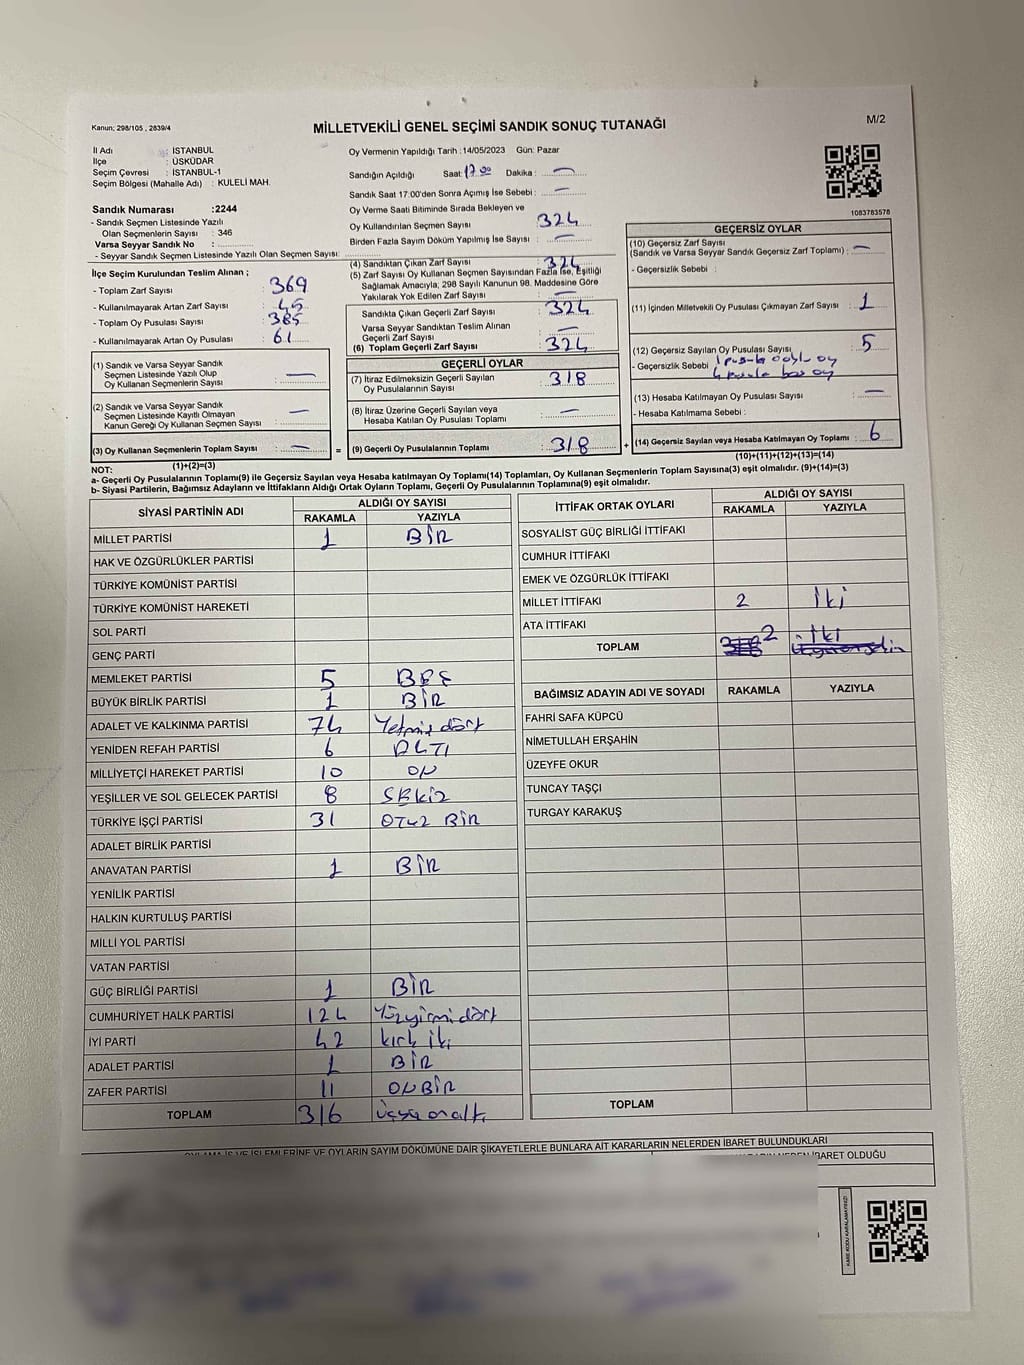 Kanun; 298/105 , 2839/4
MİLLETVEKİLİ GENEL SEÇİMİ SANDIK SONUÇ TUTANAĞI
M/2
İl Adı : İSTANBUL
İlçe : ÜSKÜDAR
Seçim Çevresi : İSTANBUL-1
Seçim Bölgesi (Mahalle Adı) : KULELİ MAH.
Sandık Numarası :2244
- Sandık Seçmen Listesinde Yazılı
Olan Seçmenlerin Sayısı : 346
Varsa Seyyar Sandık No :
- Seyyar Sandık Seçmen Listesinde Yazılı Olan Seçmen Sayısı:
Oy Vermenin Yapıldığı Tarih :14/05/2023 Gün: Pazar
Sandığın Açıldığı Saat: 17 00 Dakika : —
Sandık Saat 17:00'den Sonra Açımış İse Sebebi : —
Oy Verme Saati Bitiminde Sırada Bekleyen ve
Oy Kullandırılan Seçmen Sayısı : 324
Birden Fazla Sayım Döküm Yapılmış İse Sayısı : —
1083783578
İlçe Seçim Kurulundan Teslim Alınan ;
- Toplam Zarf Sayısı : 369
- Kullanılmayarak Artan Zarf Sayısı : 45
- Toplam Oy Pusulası Sayısı : 385
- Kullanılmayarak Artan Oy Pusulası : 61
(1) Sandık ve Varsa Seyyar Sandık
Seçmen Listesinde Yazılı Olup
Oy Kullanan Seçmenlerin Sayısı : —
(2) Sandık ve Varsa Seyyar Sandık
Seçmen Listesinde Kayıtlı Olmayan
Kanun Gereği Oy Kullanan Seçmen Sayısı : —
(3) Oy Kullanan Seçmenlerin Toplam Sayısı : —
(1)+(2)=(3)
(4) Sandıktan Çıkan Zarf Sayısı : 324
(5) Zarf Sayısı Oy Kullanan Seçmen Sayısından Fazla İse, Eşitliği
Sağlamak Amacıyla, 298 Sayılı Kanunun 98. Maddesine Göre
Yakılarak Yok Edilen Zarf Sayısı : —
Sandıkta Çıkan Geçerli Zarf Sayısı : 324
Varsa Seyyar Sandıktan Teslim Alınan
Geçerli Zarf Sayısı : —
(6) Toplam Geçerli Zarf Sayısı : 324
GEÇERLİ OYLAR
(7) İtiraz Edilmeksizin Geçerli Sayılan
Oy Pusulalarının Sayısı : 318
(8) İtiraz Üzerine Geçerli Sayılan veya
Hesaba Katılan Oy Pusulası Toplamı : —
= (9) Geçerli Oy Pusulalarının Toplamı : 318 +
GEÇERSİZ OYLAR
(10) Geçersiz Zarf Sayısı
(Sandık ve Varsa Seyyar Sandık Geçersiz Zarf Toplamı) : —
- Geçersizlik Sebebi :
(11) İçinden Milletvekili Oy Pusulası Çıkmayan Zarf Sayısı : 1
(12) Geçersiz Sayılan Oy Pusulası Sayısı : 5
- Geçersizlik Sebebi : 1 pusula oy
4 pusula boş oy
(13) Hesaba Katılmayan Oy Pusulası Sayısı : —
- Hesaba Katılmama Sebebi :
(14) Geçersiz Sayılan veya Hesaba Katılmayan Oy Toplamı : 6
(10)+(11)+(12)+(13)=(14)
NOT:
a- Geçerli Oy Pusulalarının Toplamı(9) ile Geçersiz Sayılan veya Hesaba katılmayan Oy Toplamı(14) Toplamları, Oy Kullanan Seçmenlerin Toplam Sayısına(3) eşit olmalıdır. (9)+(14)=(3)
b- Siyasi Partilerin, Bağımsız Adayların ve İttifakların Aldığı Ortak Oyların Toplamı, Geçerli Oy Pusulalarının Toplamına(9) eşit olmalıdır.
SİYASİ PARTİNİN ADI ALDIĞI OY SAYISI
RAKAMLA YAZIYLA
MİLLET PARTİSİ 1 BİR
HAK VE ÖZGÜRLÜKLER PARTİSİ
TÜRKİYE KOMÜNİST PARTİSİ
TÜRKİYE KOMÜNİST HAREKETİ
SOL PARTİ
GENÇ PARTİ
MEMLEKET PARTİSİ 5 BEŞ
BÜYÜK BİRLİK PARTİSİ 1 BİR
ADALET VE KALKINMA PARTİSİ 74 Yetmiş dört
YENİDEN REFAH PARTİSİ 6 ALTI
MİLLİYETÇİ HAREKET PARTİSİ 10 ON
YEŞİLLER VE SOL GELECEK PARTİSİ 8 SEKİZ
TÜRKİYE İŞÇİ PARTİSİ 31 OTUZ BİR
ADALET BİRLİK PARTİSİ
ANAVATAN PARTİSİ 1 BİR
YENİLİK PARTİSİ
HALKIN KURTULUŞ PARTİSİ
MİLLİ YOL PARTİSİ
VATAN PARTİSİ
GÜÇ BİRLİĞİ PARTİSİ 1 BİR
CUMHURİYET HALK PARTİSİ 124 Yüzyirmidört
İYİ PARTİ 42 kırk iki
ADALET PARTİSİ 1 BİR
ZAFER PARTİSİ 11 ONBİR
TOPLAM 316 üçyüzonaltı
İTTİFAK ORTAK OYLARI ALDIĞI OY SAYISI
RAKAMLA YAZIYLA
SOSYALİST GÜÇ BİRLİĞİ İTTİFAKI
CUMHUR İTTİFAKI
EMEK VE ÖZGÜRLÜK İTTİFAKI
MİLLET İTTİFAKI 2 İki
ATA İTTİFAKI
TOPLAM 2 İki
BAĞIMSIZ ADAYIN ADI VE SOYADI RAKAMLA YAZIYLA
FAHRİ SAFA KÜPCÜ
NİMETULLAH ERŞAHİN
ÜZEYFE OKUR
TUNCAY TAŞÇI
TURGAY KARAKUŞ
TOPLAM
OYLAMA İŞ VE İŞLEMLERİNE VE OYLARIN SAYIM DÖKÜMÜNE DAİR ŞİKAYETLERLE BUNLARA AİT KARARLARIN NELERDEN İBARET BULUNDUKLARI
NEDEN İBARET OLDUĞU
KARE KODU KARALAMAYINIZ!